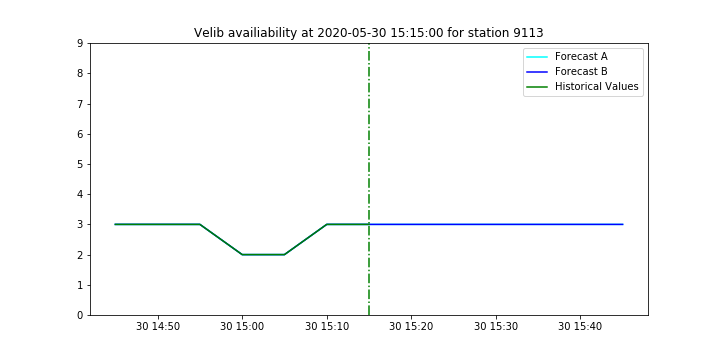 Velib availiability at 2020-05-30 15:15:00 for station 9113
9
8
7
6
5
4
3
2
1
0
Forecast A
Forecast B
Historical Values
30 14:50 30 15:00 30 15:10 30 15:20 30 15:30 30 15:40